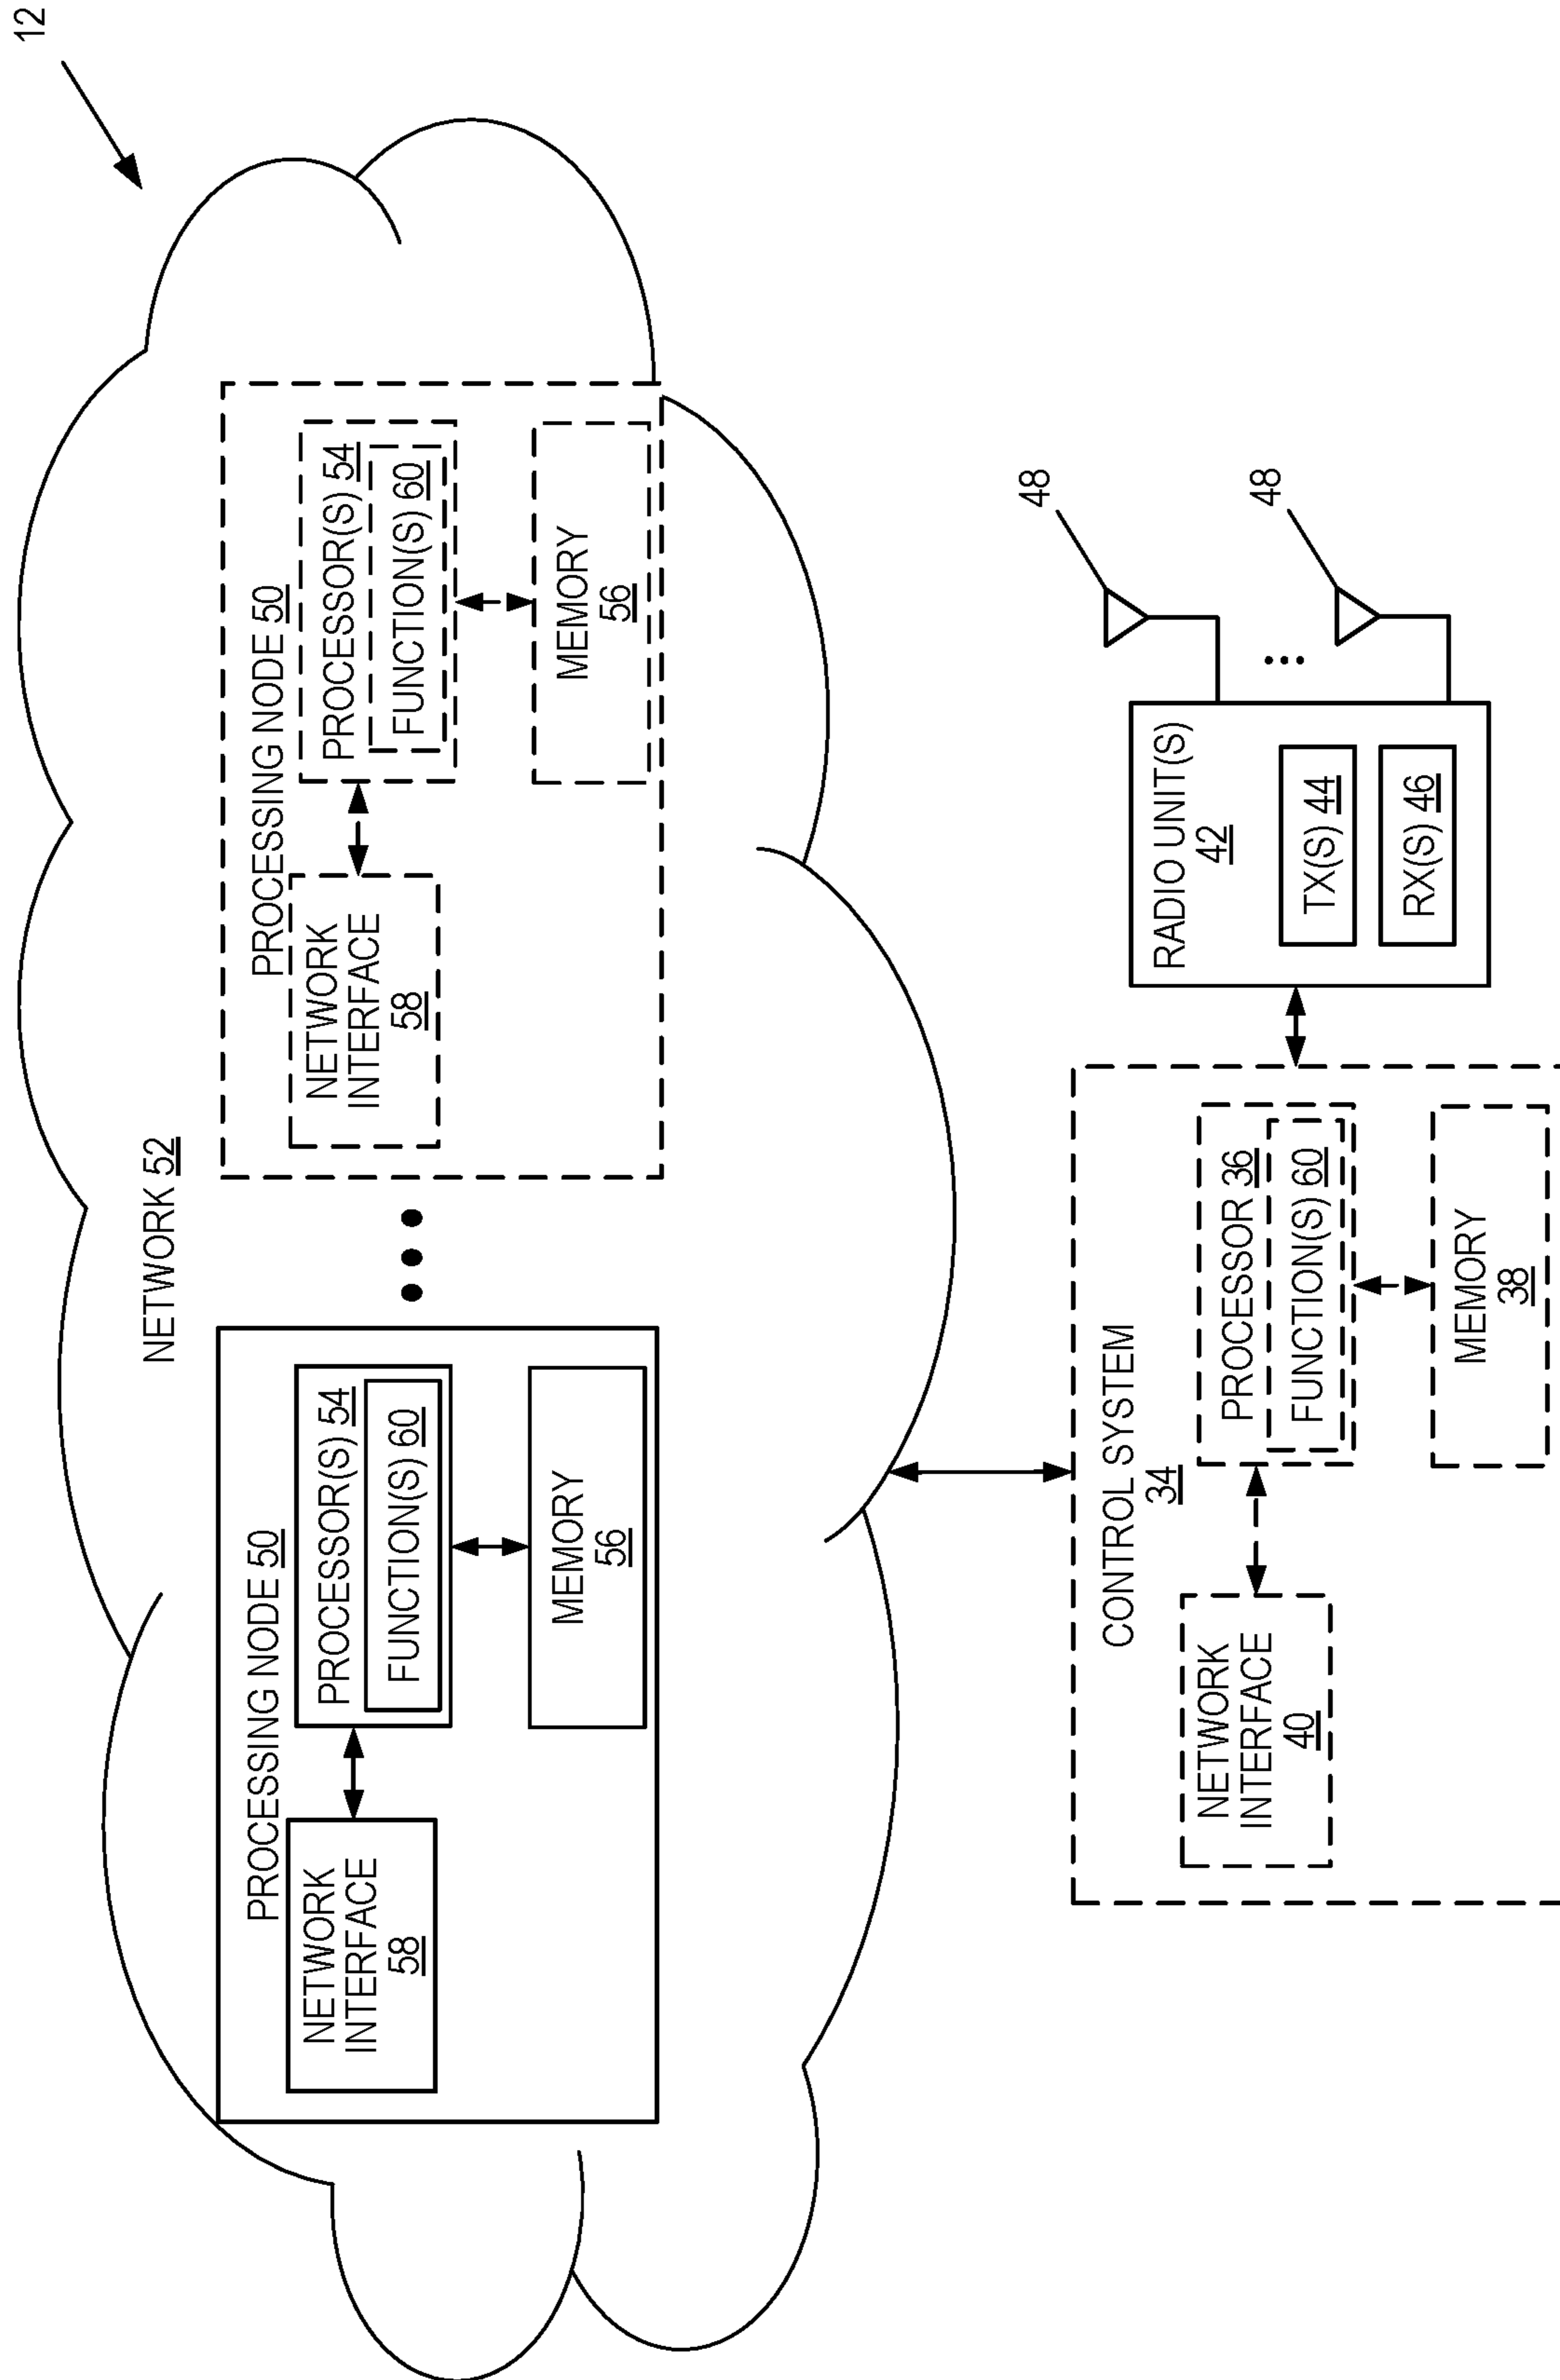 12
NETWORK 52
PROCESSING NODE 50
NETWORK
INTERFACE
58
PROCESSOR(S) 54
FUNCTION(S) 60
MEMORY
56
PROCESSING NODE 50
NETWORK
INTERFACE
58
PROCESSOR(S) 54
FUNCTION(S) 60
MEMORY
56
CONTROL SYSTEM
34
NETWORK
INTERFACE
40
PROCESSOR 36
FUNCTION(S) 60
MEMORY
38
RADIO UNIT(S)
42
TX(S) 44
RX(S) 46
48
48